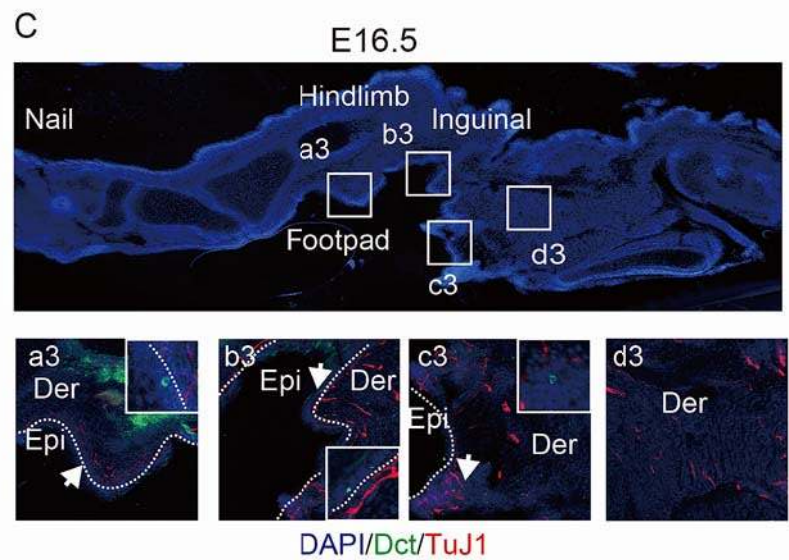 C
E16.5
Nail
Hindlimb
a3
b3
Inguinal
Footpad
c3
d3
a3
Der
Epi
b3
Epi
Der
c3
Epi
Der
d3
Der
DAPI/Dct/TuJ1